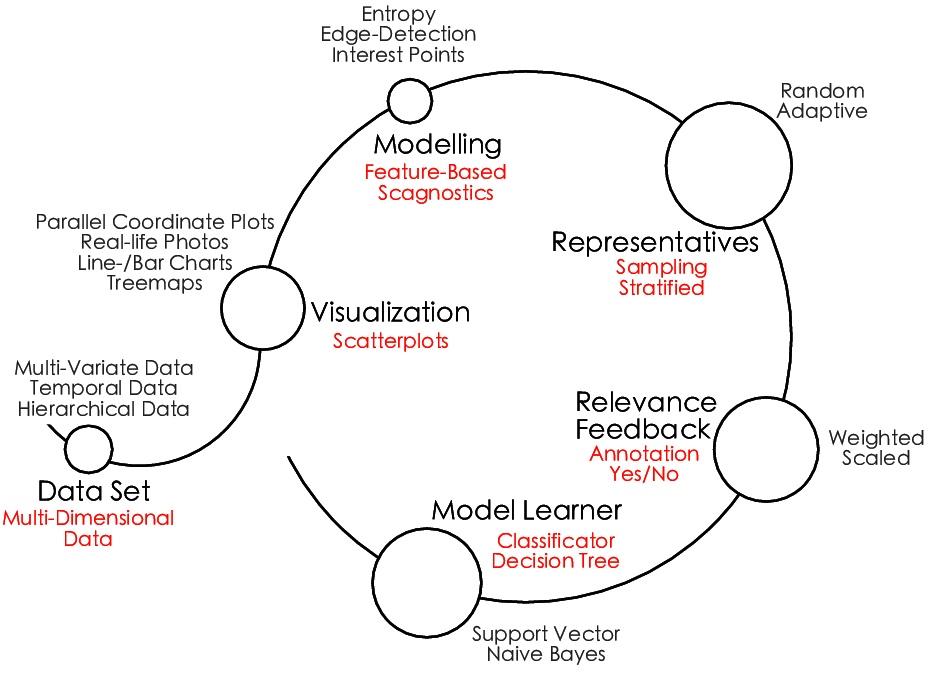 Entropy
Edge-Detection
Interest Points
Modelling
Feature-Based
Scagnostics
Random
Adaptive
Representatives
Sampling
Stratified
Parallel Coordinate Plots
Real-life Photos
Line-/Bar Charts
Treemaps
Visualization
Scatterplots
Multi-Variate Data
Temporal Data
Hierarchical Data
Data Set
Multi-Dimensional
Data
Relevance
Feedback
Annotation
Yes/No
Weighted
Scaled
Model Learner
Classificator
Decision Tree
Support Vector
Naive Bayes